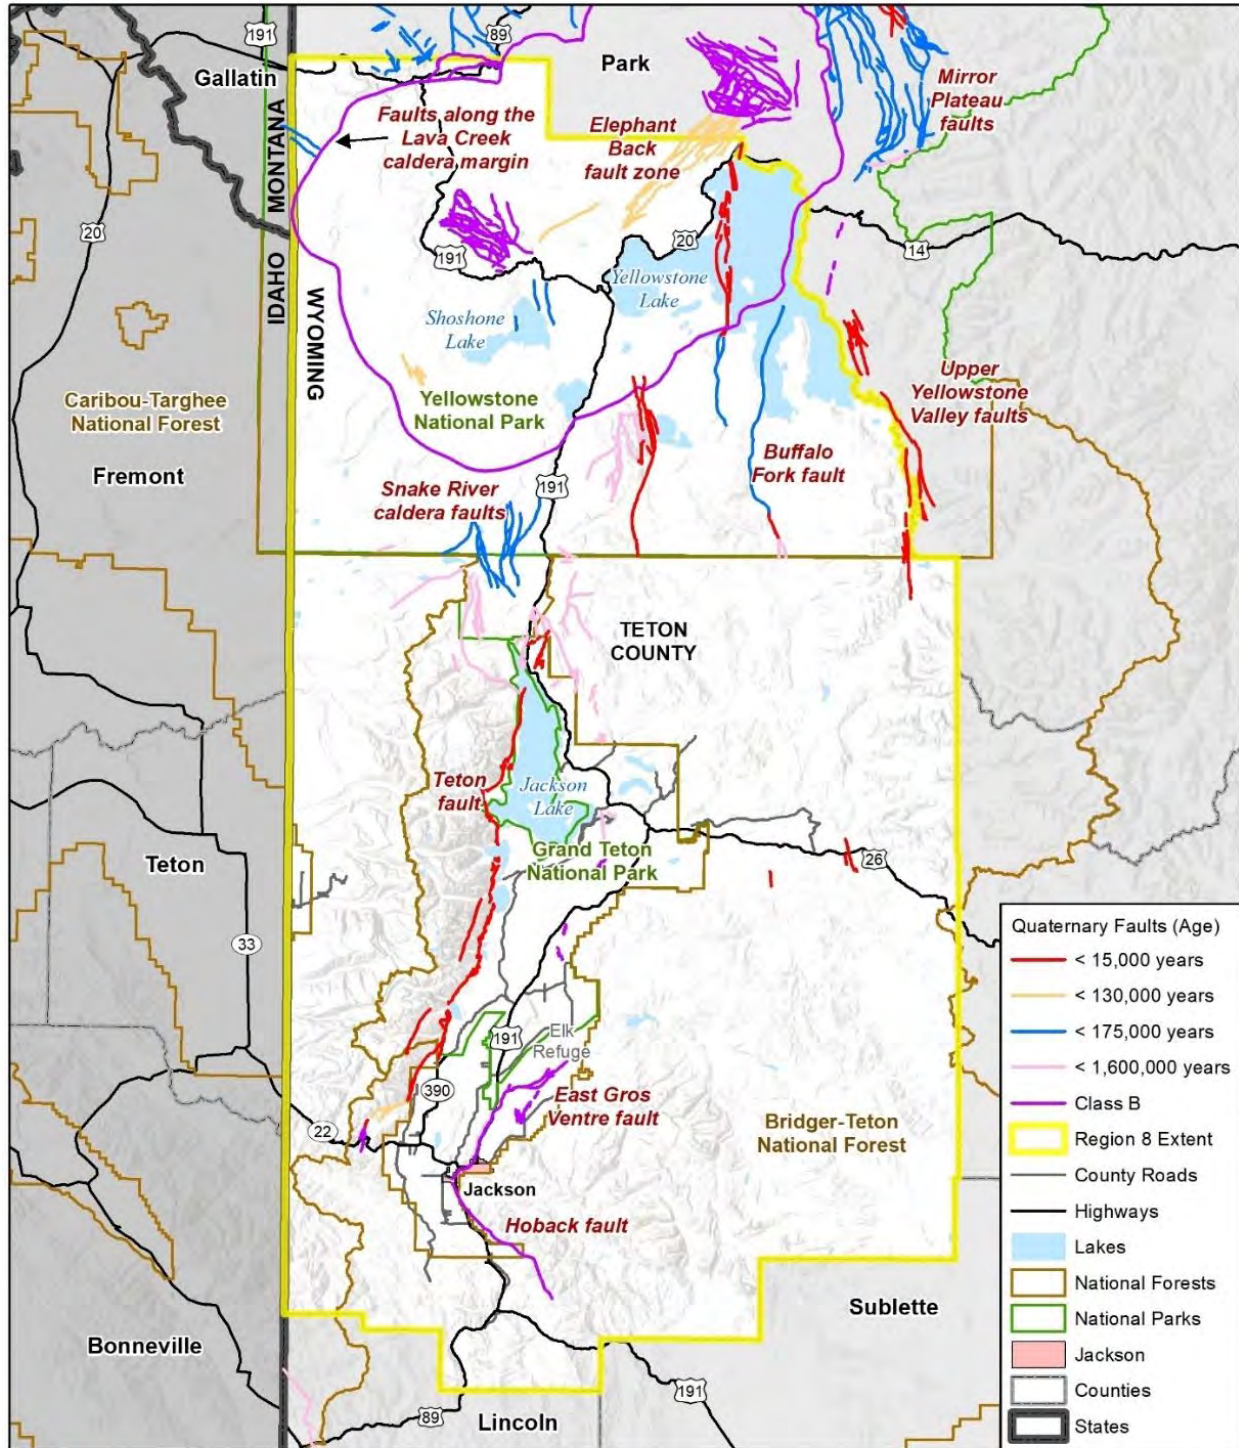 191
89
Gallatin
Park
Mirror
Plateau
faults
MONTANA
Faults along the
Lava Creek
caldera margin
Elephant
Back
fault zone
20
IDAHO
WYOMING
191
20
14
Yellowstone
Lake
Shoshone
Lake
Caribou-Targhee
National Forest
Yellowstone
National Park
Upper
Yellowstone
Valley faults
Fremont
Buffalo
Fork fault
Snake River
caldera faults
191
TETON
COUNTY
Teton
fault
Jackson
Lake
Grand Teton
National Park
Teton
26
33
191
Elk
Refuge
390
East Gros
Ventre fault
Bridger-Teton
National Forest
22
Jackson
Hoback fault
Sublette
Bonneville
191
89
Lincoln
Quaternary Faults (Age)
< 15,000 years
< 130,000 years
< 175,000 years
< 1,600,000 years
Class B
Region 8 Extent
County Roads
Highways
Lakes
National Forests
National Parks
Jackson
Counties
States